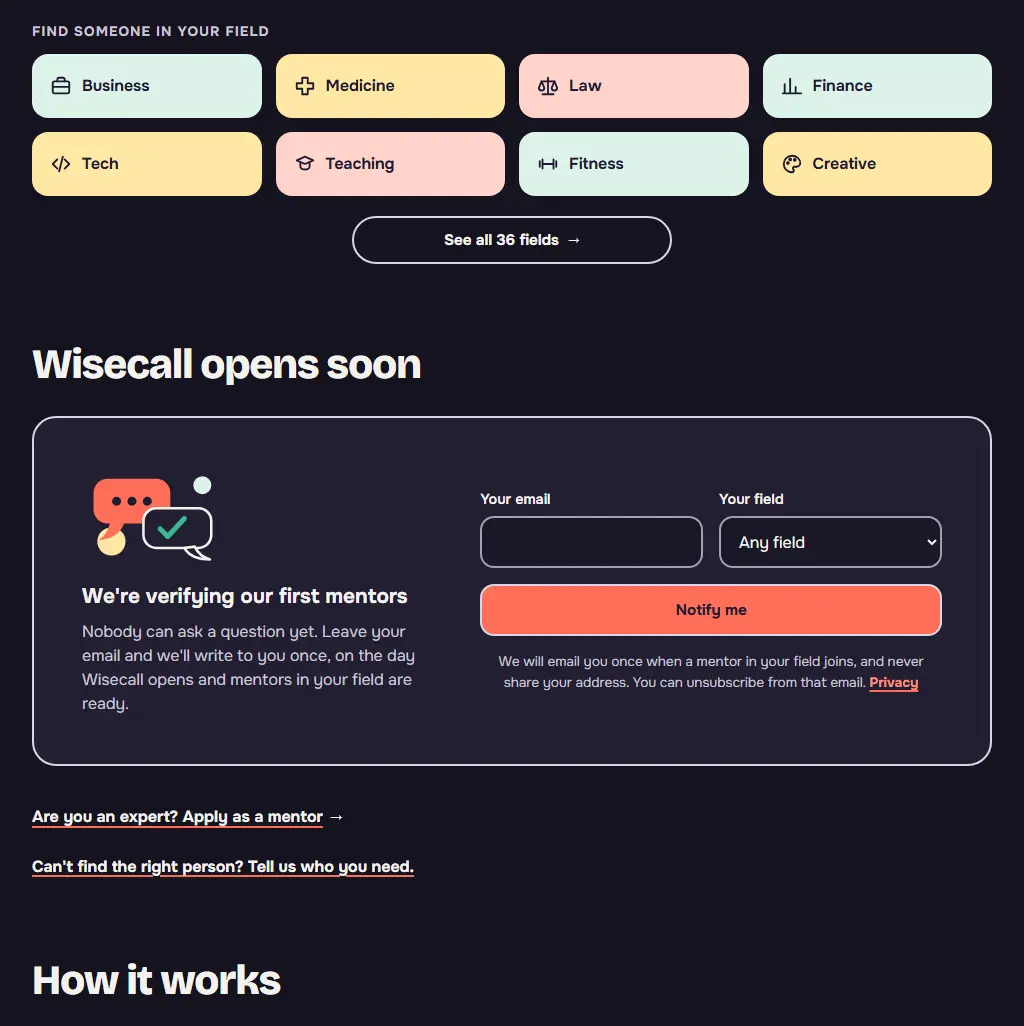 FIND SOMEONE IN YOUR FIELD
Business
Medicine
Law
Finance
Tech
Teaching
Fitness
Creative
See all 36 fields →
Wisecall opens soon
We're verifying our first mentors
Nobody can ask a question yet. Leave your
email and we'll write to you once, on the day
Wisecall opens and mentors in your field are
ready.
Your email
Your field
Any field
Notify me
We will email you once when a mentor in your field joins, and never
share your address. You can unsubscribe from that email. Privacy
Are you an expert? Apply as a mentor →
Can't find the right person? Tell us who you need.
How it works